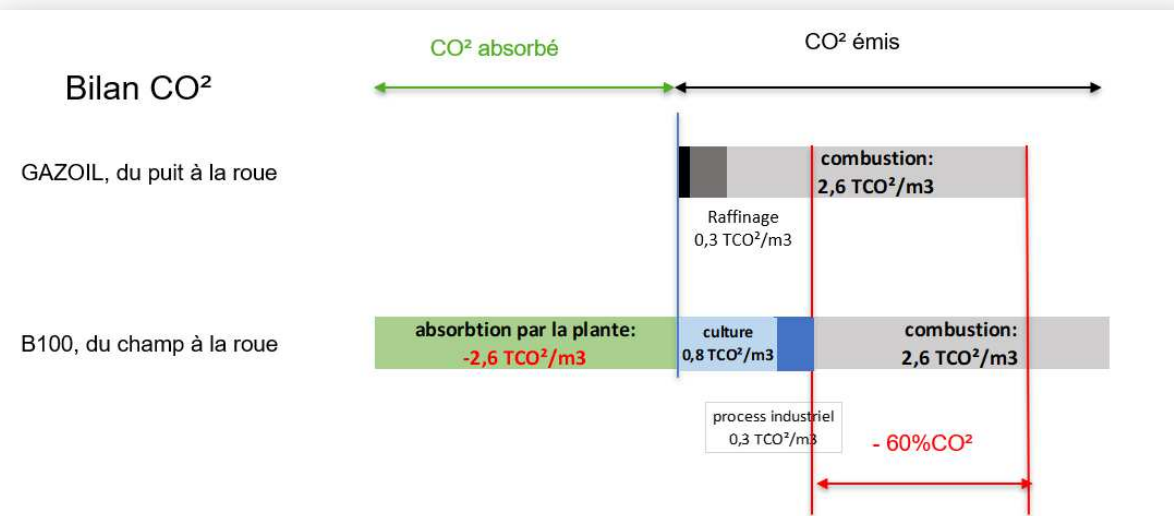 CO² absorbé
CO² émis
Bilan CO²
GAZOIL, du puit à la roue
combustion:
2,6 TCO²/m3
Raffinage
0,3 TCO²/m3
B100, du champ à la roue
absorbtion par la plante:
-2,6 TCO²/m3
culture
0,8 TCO²/m3
combustion:
2,6 TCO²/m3
process industriel
0,3 TCO²/m3
- 60%CO²